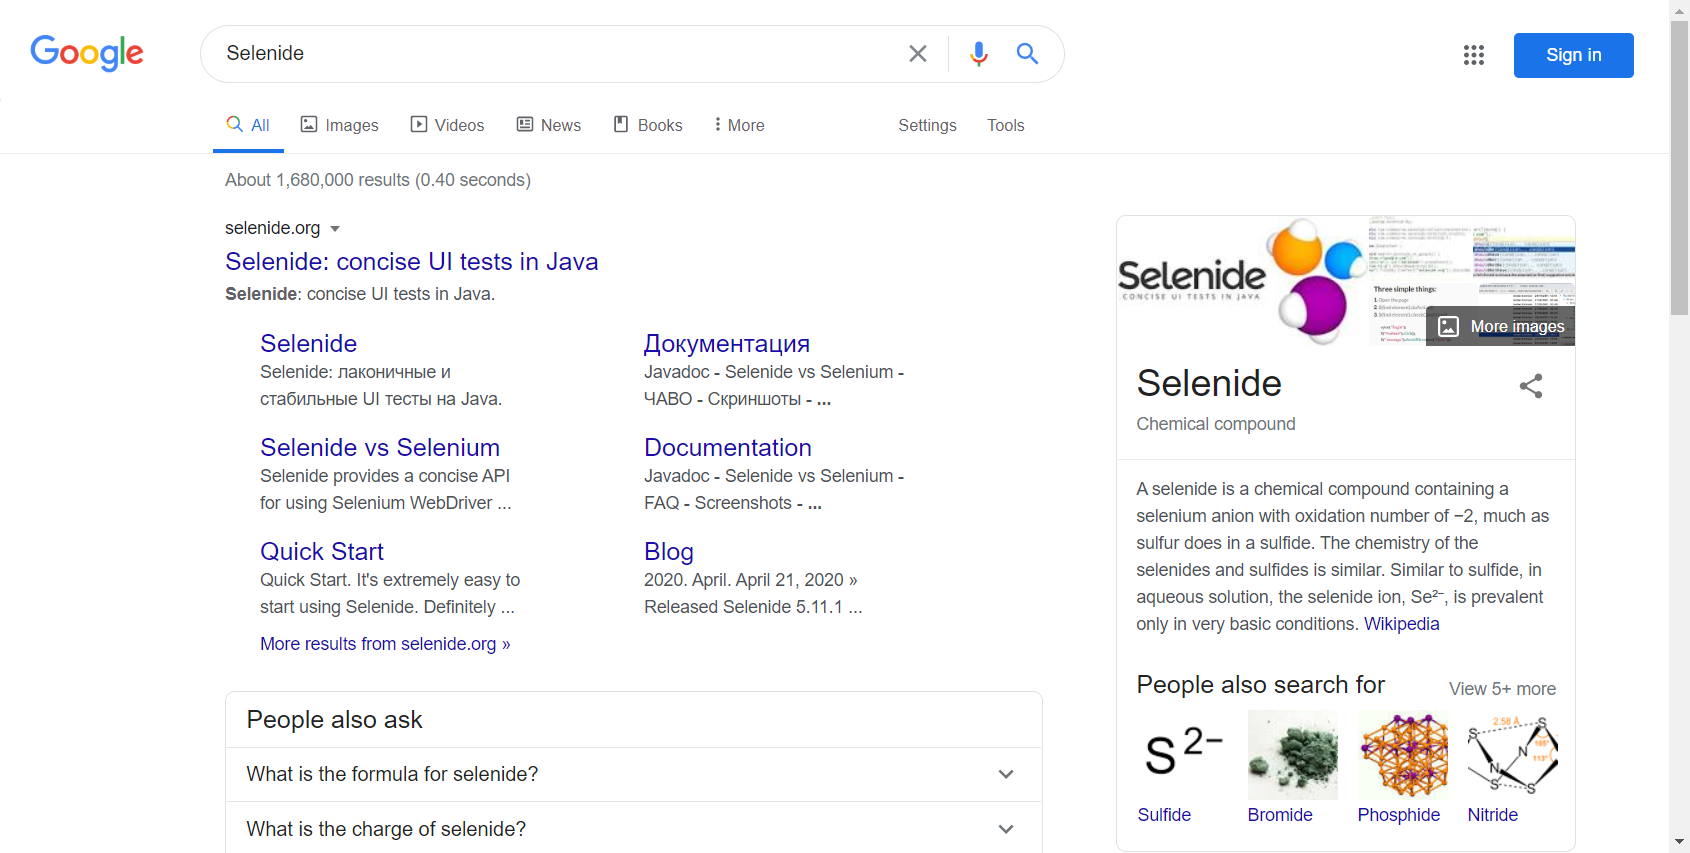 Google
Selenide
Sign in
All
Images
Videos
News
Books
More
Settings
Tools
About 1,680,000 results (0.40 seconds)
selenide.org
Selenide: concise UI tests in Java
Selenide: concise UI tests in Java.
Selenide
Selenide: лаконичные и
стабильные UI тесты на Java.
Документация
Javadoc - Selenide vs Selenium -
ЧАВО - Скриншоты - ...
Selenide vs Selenium
Selenide provides a concise API
for using Selenium WebDriver ...
Documentation
Javadoc - Selenide vs Selenium -
FAQ - Screenshots - ...
Quick Start
Quick Start. It's extremely easy to
start using Selenide. Definitely ...
Blog
2020. April. April 21, 2020 »
Released Selenide 5.11.1 ...
More results from selenide.org »
People also ask
What is the formula for selenide?
What is the charge of selenide?
Selenide
CONCISE UI TESTS IN JAVA
Three simple things:
1. Open the page
More images
Selenide
Chemical compound
A selenide is a chemical compound containing a
selenium anion with oxidation number of −2, much as
sulfur does in a sulfide. The chemistry of the
selenides and sulfides is similar. Similar to sulfide, in
aqueous solution, the selenide ion, Se²⁻, is prevalent
only in very basic conditions. Wikipedia
People also search for
View 5+ more
S 2−
2.58 Å
S
S
N
105°
113°
N
S
S
Sulfide
Bromide
Phosphide
Nitride